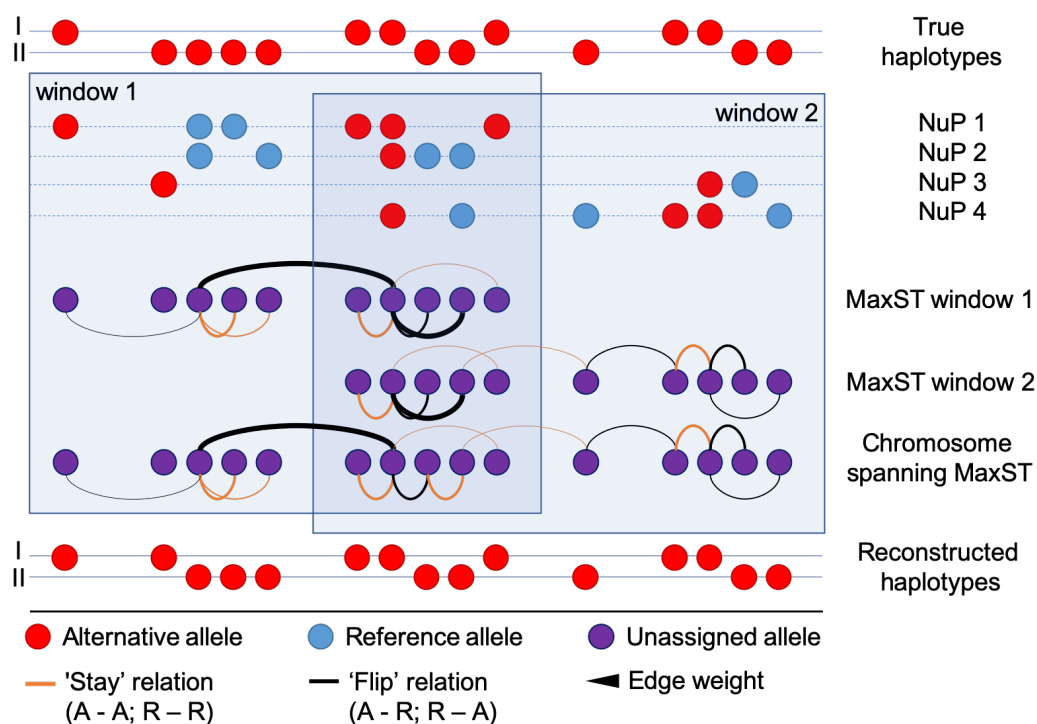 I
II
True
haplotypes
window 1
window 2
NuP 1
NuP 2
NuP 3
NuP 4
MaxST window 1
MaxST window 2
Chromosome
spanning MaxST
I
II
Reconstructed
haplotypes
Alternative allele
Reference allele
Unassigned allele
'Stay’ relation
(A - A; R – R)
‘Flip’ relation
(A - R; R – A)
Edge weight